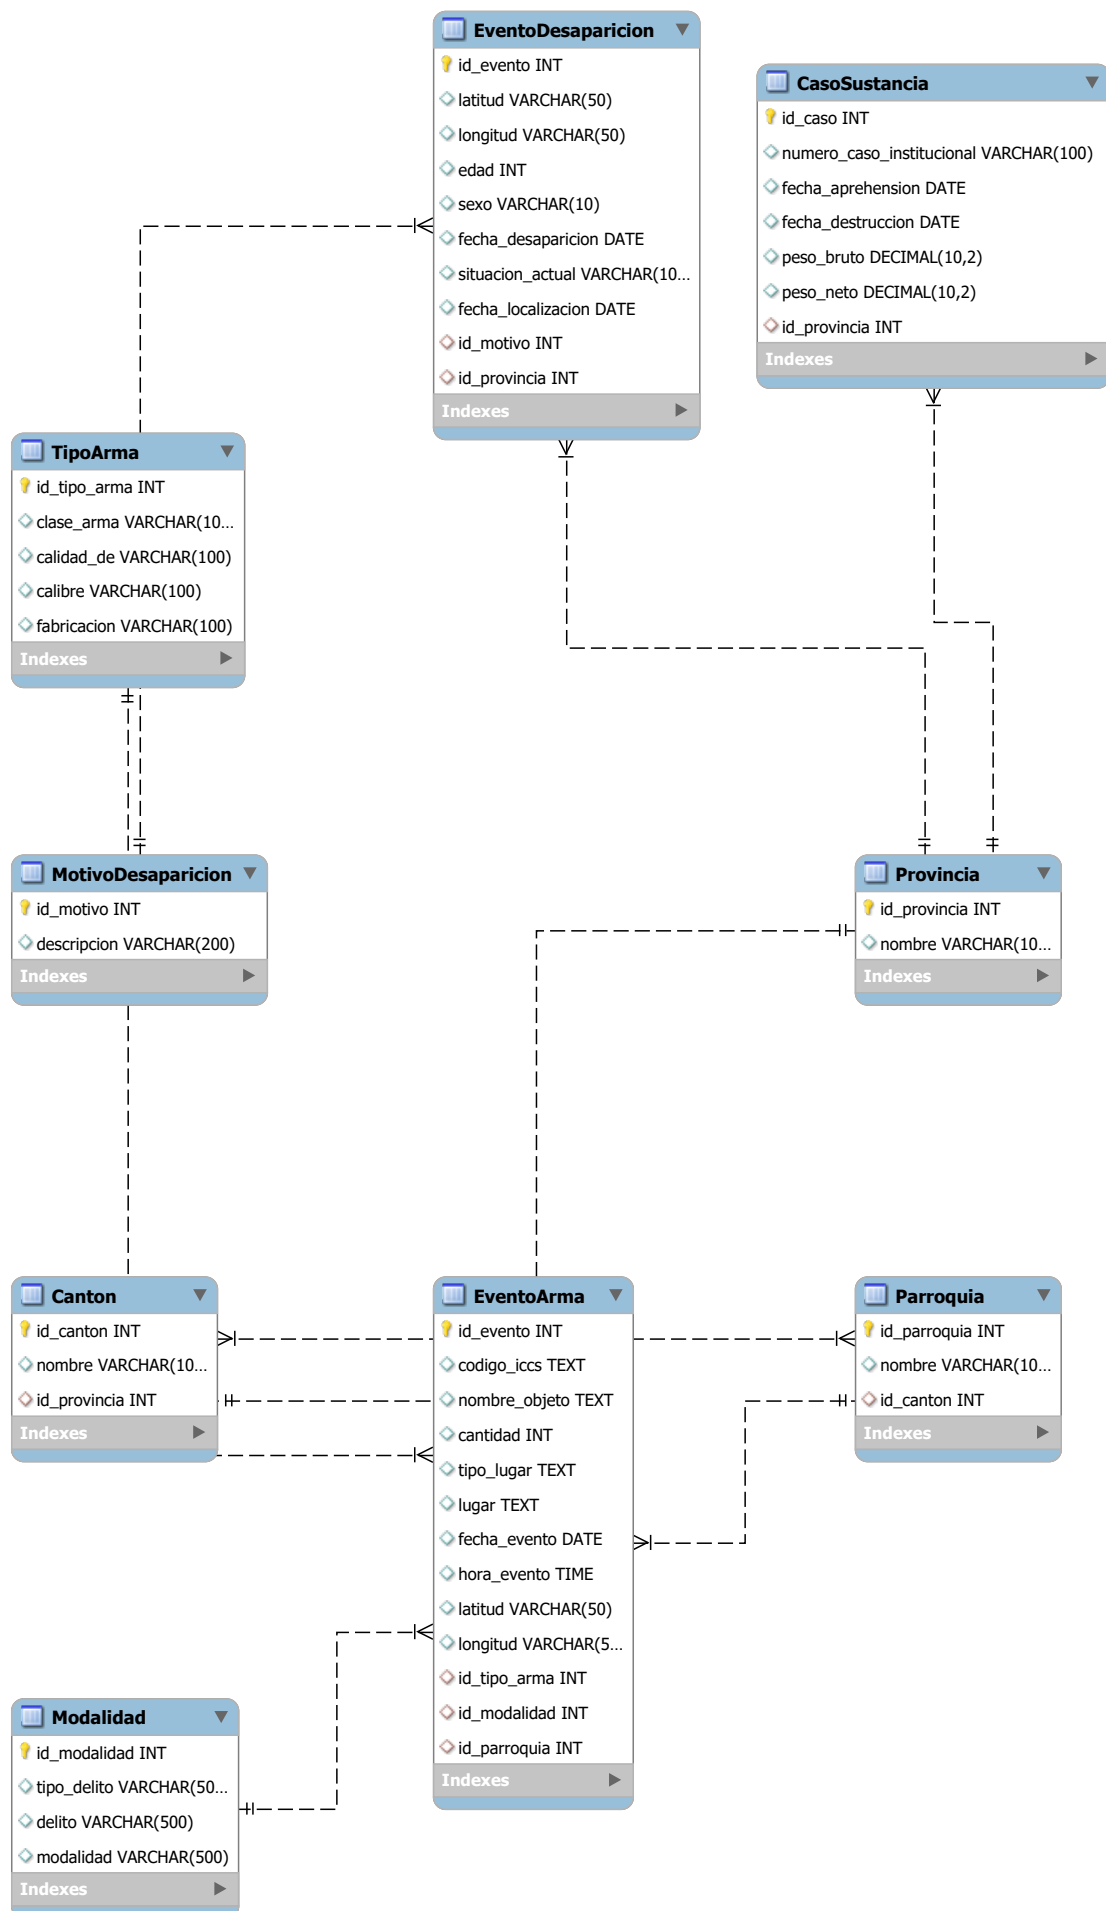 EventoDesaparicion
id_evento INT
latitud VARCHAR(50)
longitud VARCHAR(50)
edad INT
sexo VARCHAR(10)
fecha_desaparicion DATE
situacion_actual VARCHAR(10...
fecha_localizacion DATE
id_motivo INT
id_provincia INT
Indexes
CasoSustancia
id_caso INT
numero_caso_institucional VARCHAR(100)
fecha_aprehension DATE
fecha_destruccion DATE
peso_bruto DECIMAL(10,2)
peso_neto DECIMAL(10,2)
id_provincia INT
Indexes
TipoArma
id_tipo_arma INT
clase_arma VARCHAR(10...
calidad_de VARCHAR(100)
calibre VARCHAR(100)
fabricacion VARCHAR(100)
Indexes
MotivoDesaparicion
id_motivo INT
descripcion VARCHAR(200)
Indexes
Provincia
id_provincia INT
nombre VARCHAR(10...
Indexes
Canton
id_canton INT
nombre VARCHAR(10...
id_provincia INT
Indexes
EventoArma
id_evento INT
codigo_iccs TEXT
nombre_objeto TEXT
cantidad INT
tipo_lugar TEXT
lugar TEXT
fecha_evento DATE
hora_evento TIME
latitud VARCHAR(50)
longitud VARCHAR(5...
id_tipo_arma INT
id_modalidad INT
id_parroquia INT
Indexes
Parroquia
id_parroquia INT
nombre VARCHAR(10...
id_canton INT
Indexes
Modalidad
id_modalidad INT
tipo_delito VARCHAR(50...
delito VARCHAR(500)
modalidad VARCHAR(500)
Indexes